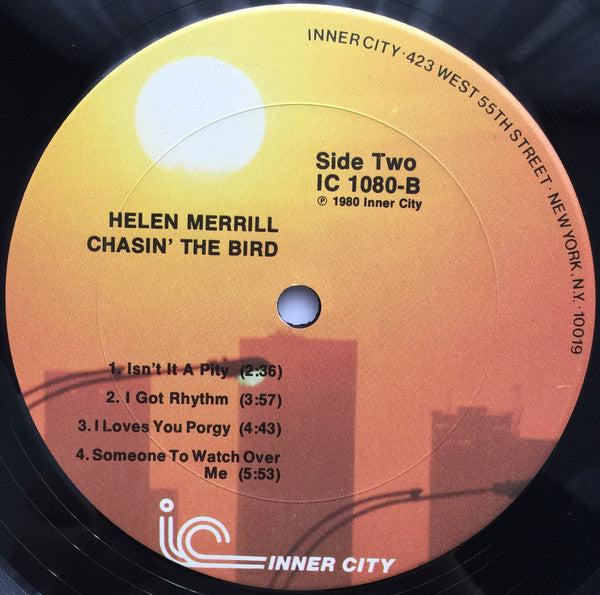 INNER CITY · 423 WEST 55TH STREET · NEW YORK, N.Y. · 10019
Side Two
IC 1080-B
℗ 1980 Inner City
HELEN MERRILL
CHASIN' THE BIRD
1. Isn't It A Pity (2:36)
2. I Got Rhythm (3:57)
3. I Loves You Porgy (4:43)
4. Someone To Watch Over
Me (5:53)
ic
INNER CITY